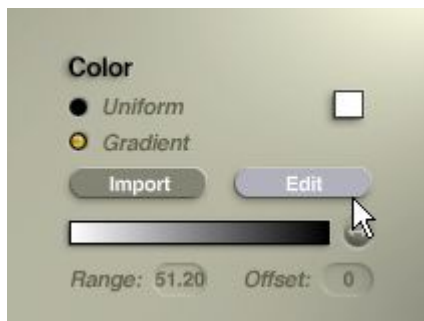 Color
Uniform
Gradient
Import Edit
Range: 51.20 Offset: 0